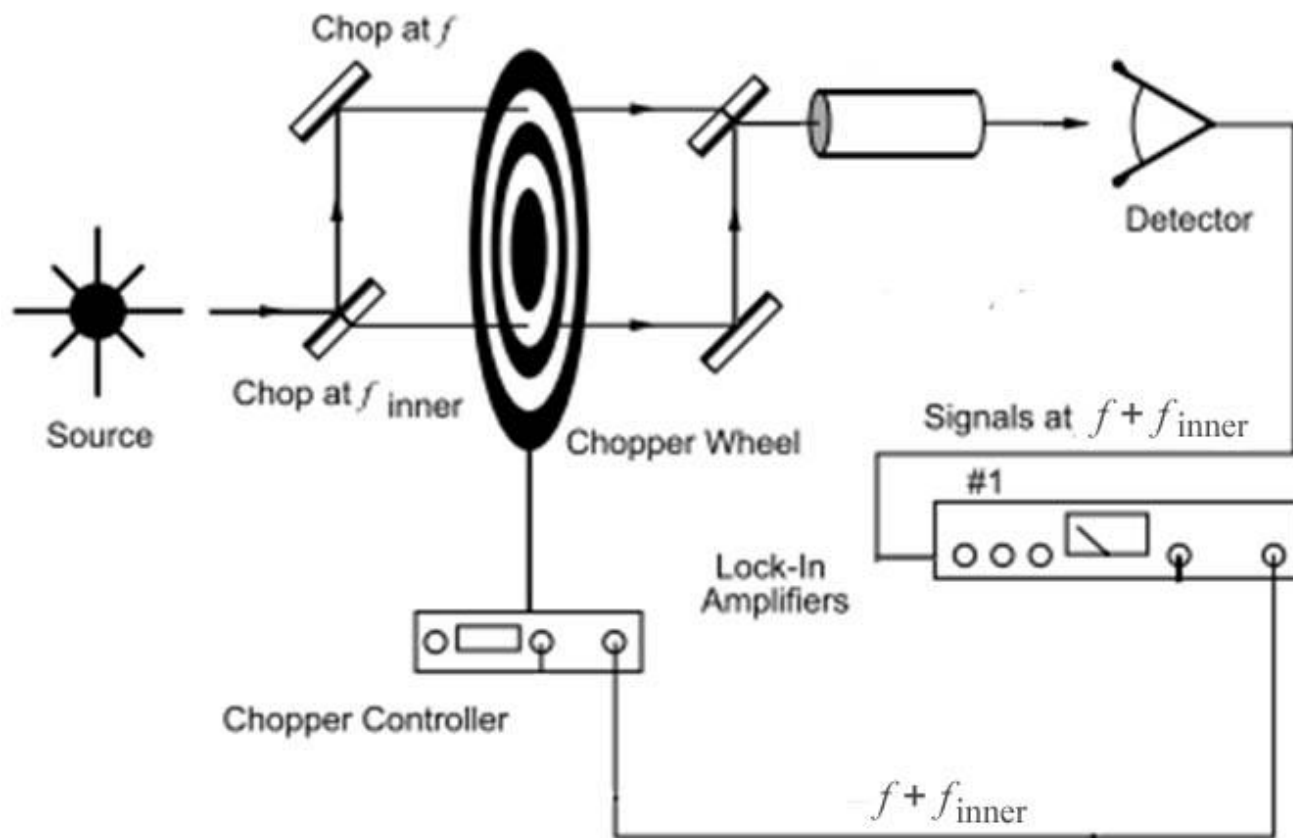 Chop at f
Chop at f inner
Source
Chopper Wheel
Detector
Signals at f + f inner
#1
Lock-In
Amplifiers
Chopper Controller
f + f inner